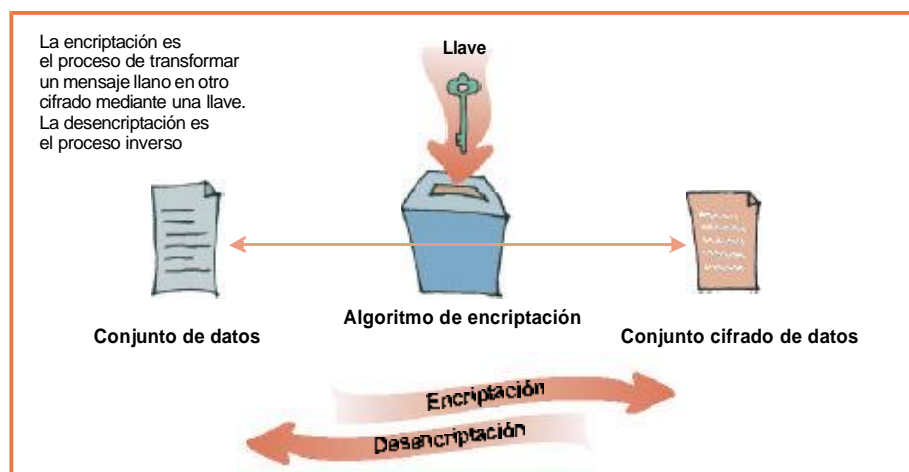 La encriptación es
el proceso de transformar
un mensaje llano en otro
cifrado mediante una llave.
La desencriptación es
el proceso inverso
Llave
Conjunto de datos
Algoritmo de encriptación
Conjunto cifrado de datos
Encriptación
Desencriptación